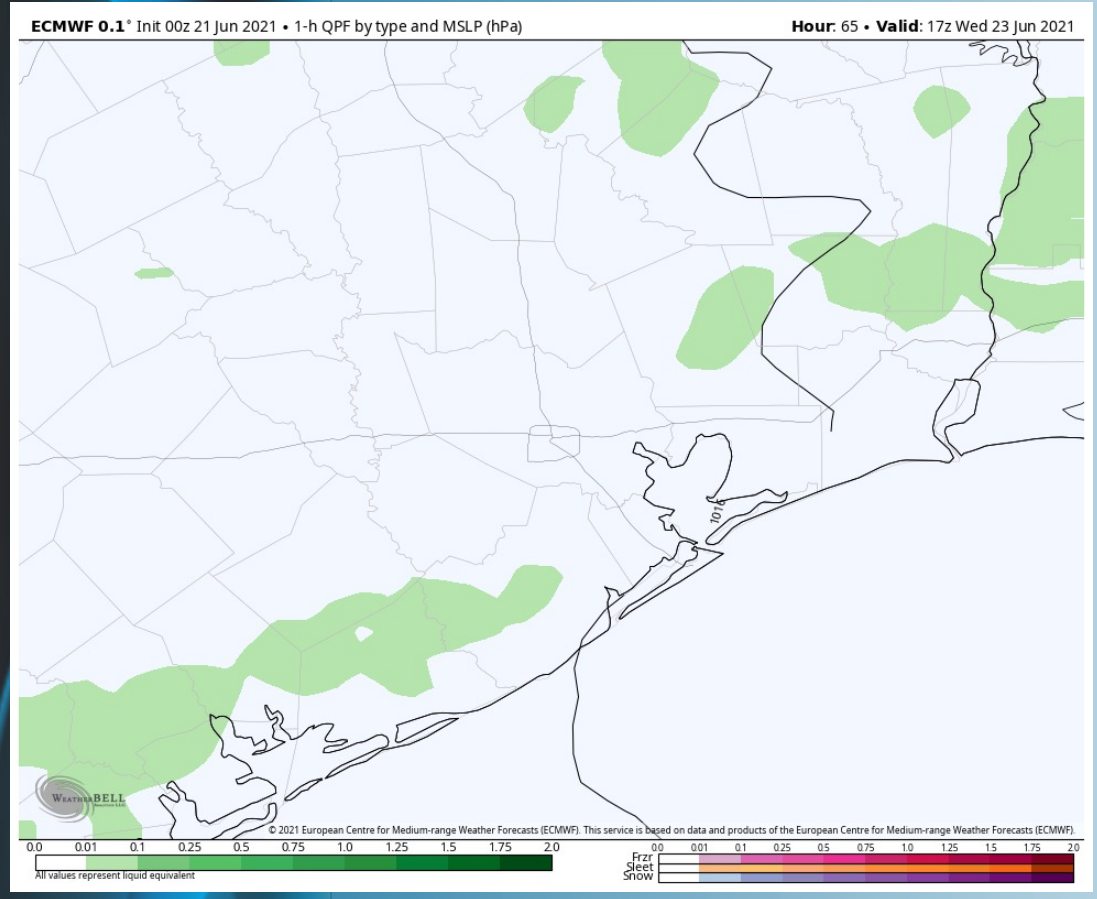 ECMWF 0.1° Init 00z 21 Jun 2021 • 1-h QPF by type and MSLP (hPa)
Hour: 65 • Valid: 17z Wed 23 Jun 2021
1016
WEATHERBELL
© 2021 European Centre for Medium-range Weather Forecasts (ECMWF). This service is based on data and products of the European Centre for Medium-range Weather Forecasts (ECMWF).
0.0 0.01 0.1 0.25 0.5 0.75 1.0 1.25 1.5 1.75 2.0
All values represent liquid equivalent
0.0 0.01 0.1 0.25 0.5 0.75 1.0 1.25 1.5 1.75 2.0
Frzr
Sleet
Snow